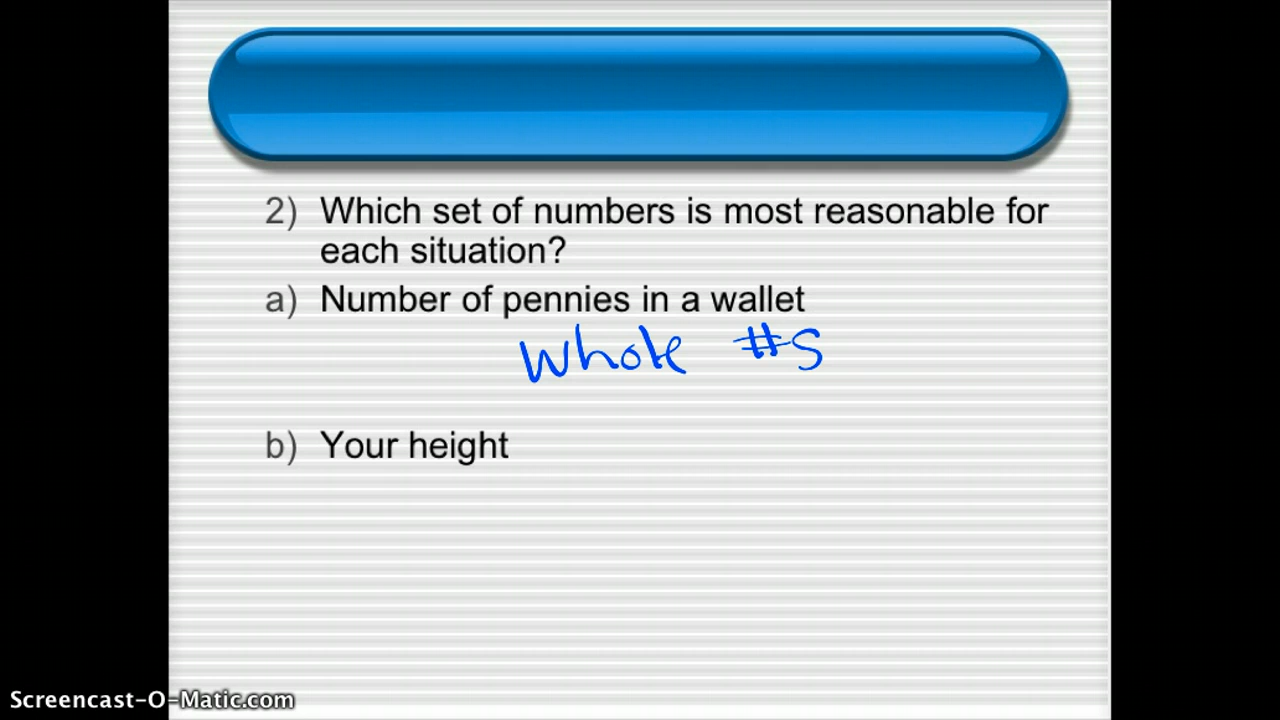 2) Which set of numbers is most reasonable for
each situation?
a) Number of pennies in a wallet
Whole #s
b) Your height
Screencast-O-Matic.com